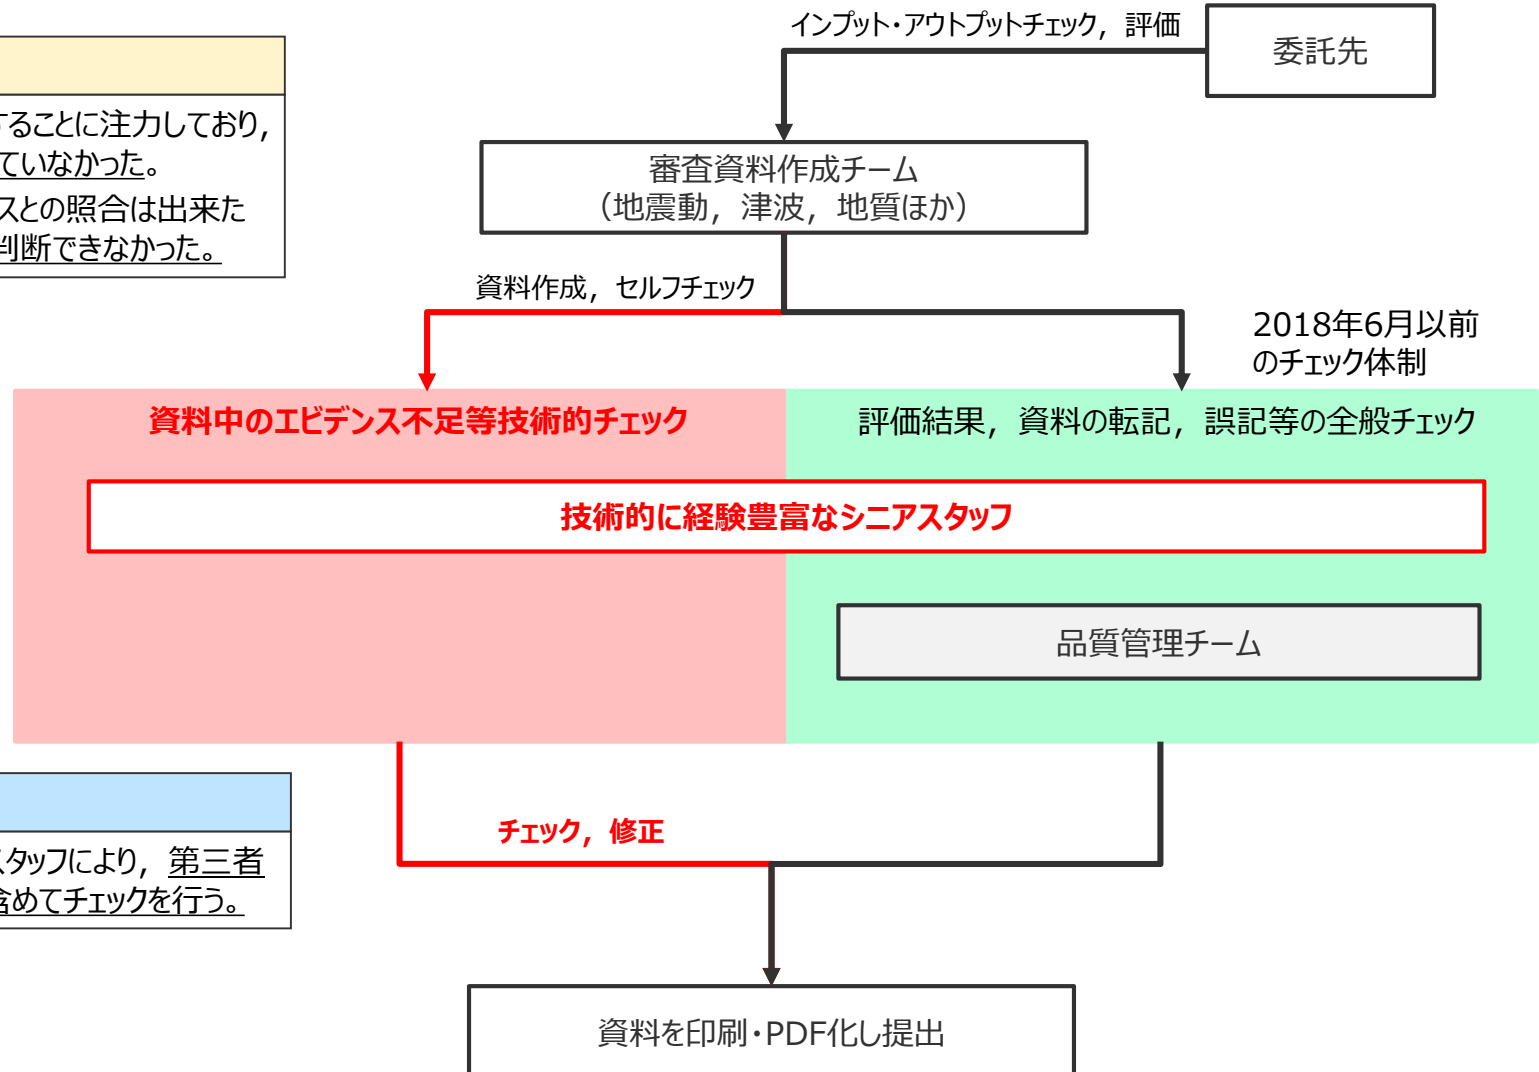 インプット・アウトプットチェック，評価
委託先
することに注力しており，
ていなかった。
スとの照合は出来た
判断できなかった。
審査資料作成チーム
（地震動，津波，地質ほか）
資料作成，セルフチェック
2018年6月以前
のチェック体制
資料中のエビデンス不足等技術的チェック
評価結果，資料の転記，誤記等の全般チェック
技術的に経験豊富なシニアスタッフ
品質管理チーム
チェック，修正
スタッフにより，第三者
含めてチェックを行う。
資料を印刷・PDF化し提出